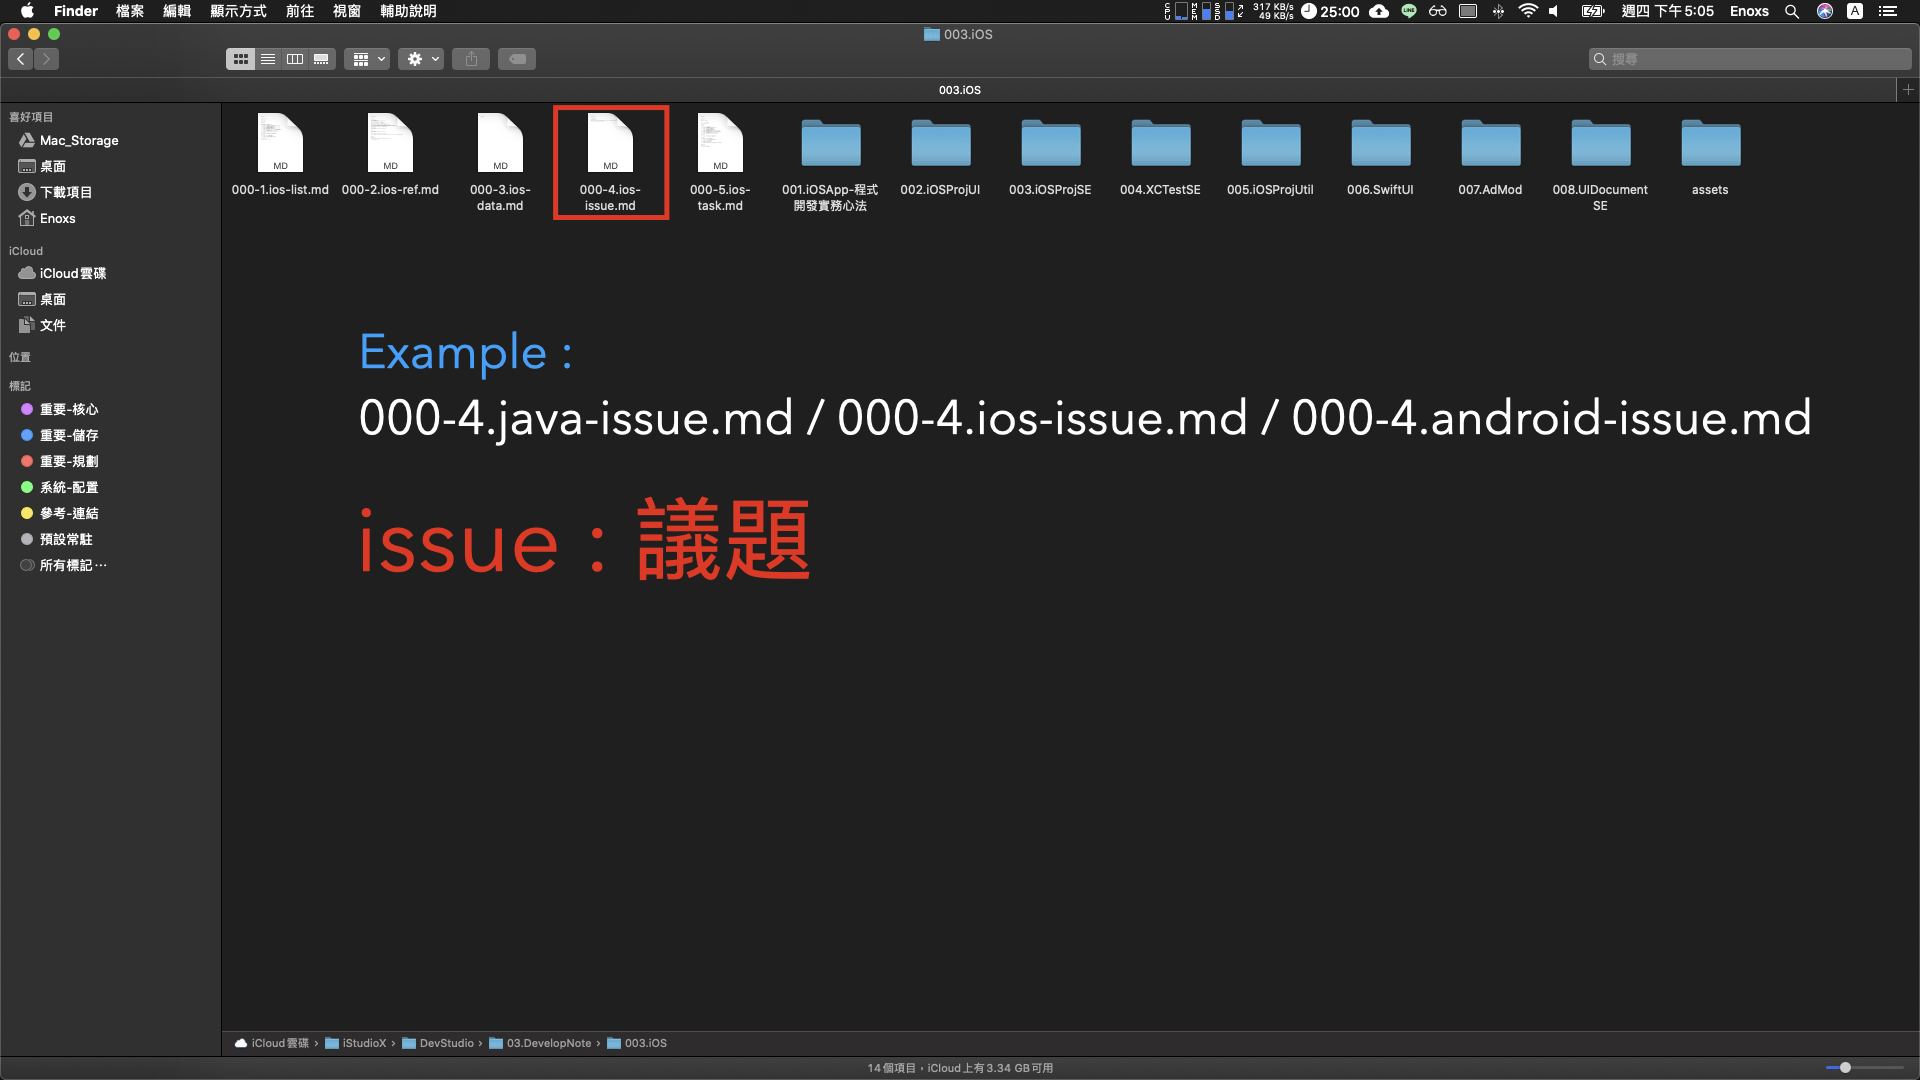 Finder 檔案 編輯 顯示方式 前往 視窗 輔助說明
CPU MEM SSD 317 KB/s 49 KB/s 25:00 LINE 週四 下午5:05 Enoxs A
003.iOS
搜尋
003.iOS
喜好項目
Mac_Storage
桌面
下載項目
Enoxs
iCloud
iCloud雲碟
桌面
文件
位置
標記
重要-核心
重要-儲存
重要-規劃
系統-配置
參考-連結
預設常駐
所有標記…
MD
000-1.ios-list.md
MD
000-2.ios-ref.md
MD
000-3.ios-
data.md
MD
000-4.ios-
issue.md
MD
000-5.ios-
task.md
001.iOSApp-程式
開發實務心法
002.iOSProjUI
003.iOSProjSE
004.XCTestSE
005.iOSProjUtil
006.SwiftUI
007.AdMod
008.UIDocument
SE
assets
Example :
000-4.java-issue.md / 000-4.ios-issue.md / 000-4.android-issue.md
issue : 議題
iCloud雲碟 › iStudioX › DevStudio › 03.DevelopNote › 003.iOS
14個項目，iCloud上有3.34 GB可用